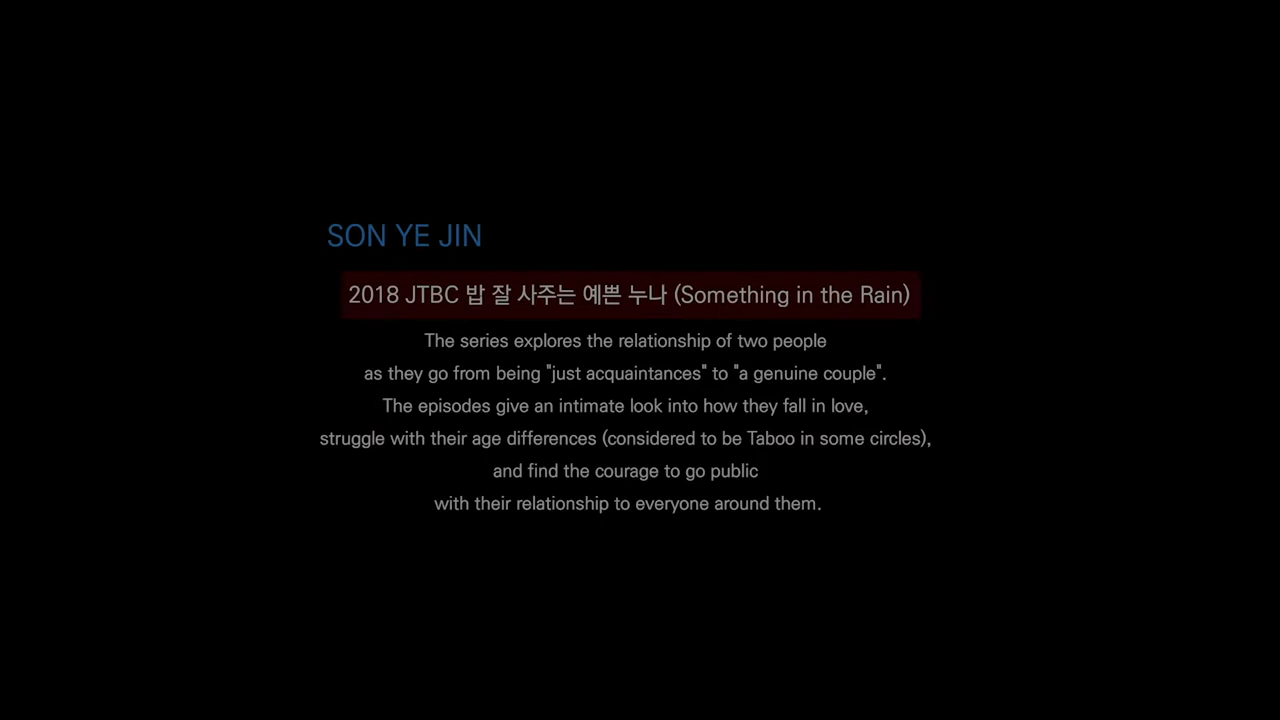 SON YE JIN
2018 JTBC 밥 잘 사주는 예쁜 누나 (Something in the Rain)
The series explores the relationship of two people
as they go from being "just acquaintances" to "a genuine couple".
The episodes give an intimate look into how they fall in love,
struggle with their age differences (considered to be Taboo in some circles),
and find the courage to go public
with their relationship to everyone around them.